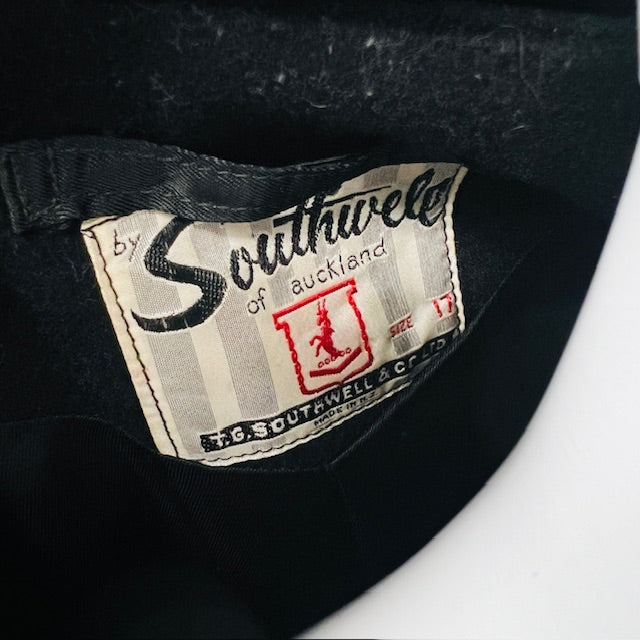 by Southwell
of auckland
SIZE 17
T.G. SOUTHWELL & CO LTD
MADE IN N.Z.